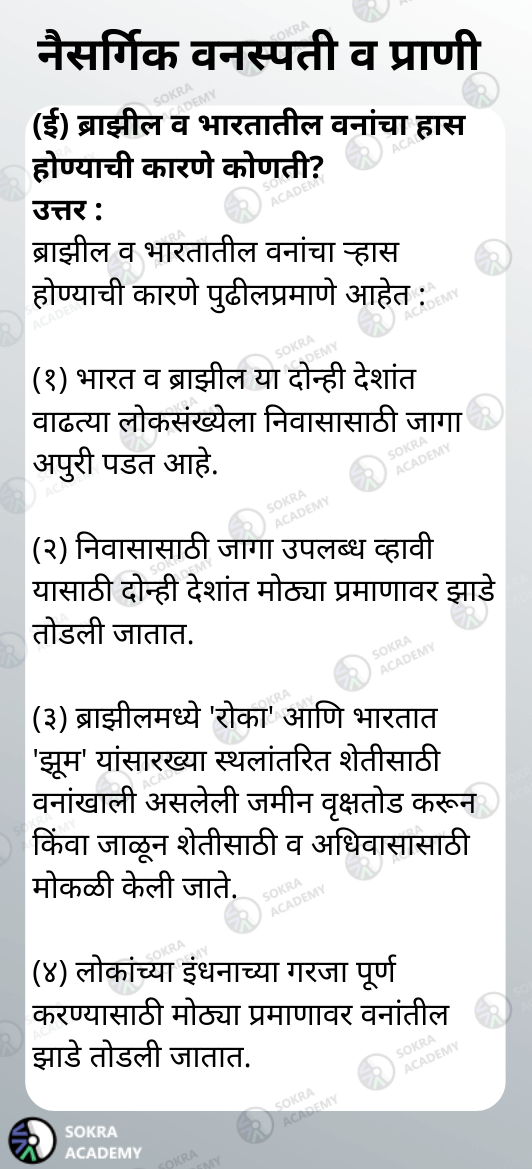 नैसर्गिक वनस्पती व प्राणी
(ई) ब्राझील व भारतातील वनांचा ह्रास
होण्याची कारणे कोणती?
उत्तर :
ब्राझील व भारतातील वनांचा ऱ्हास
होण्याची कारणे पुढीलप्रमाणे आहेत :
(१) भारत व ब्राझील या दोन्ही देशांत
वाढत्या लोकसंख्येला निवासासाठी जागा
अपुरी पडत आहे.
(२) निवासासाठी जागा उपलब्ध व्हावी
यासाठी दोन्ही देशांत मोठ्या प्रमाणावर झाडे
तोडली जातात.
(३) ब्राझीलमध्ये 'रोका' आणि भारतात
'झूम' यांसारख्या स्थलांतरित शेतीसाठी
वनांखाली असलेली जमीन वृक्षतोड करून
किंवा जाळून शेतीसाठी व अधिवासासाठी
मोकळी केली जाते.
(४) लोकांच्या इंधनाच्या गरजा पूर्ण
करण्यासाठी मोठ्या प्रमाणावर वनांतील
झाडे तोडली जातात.
SOKRA
ACADEMY